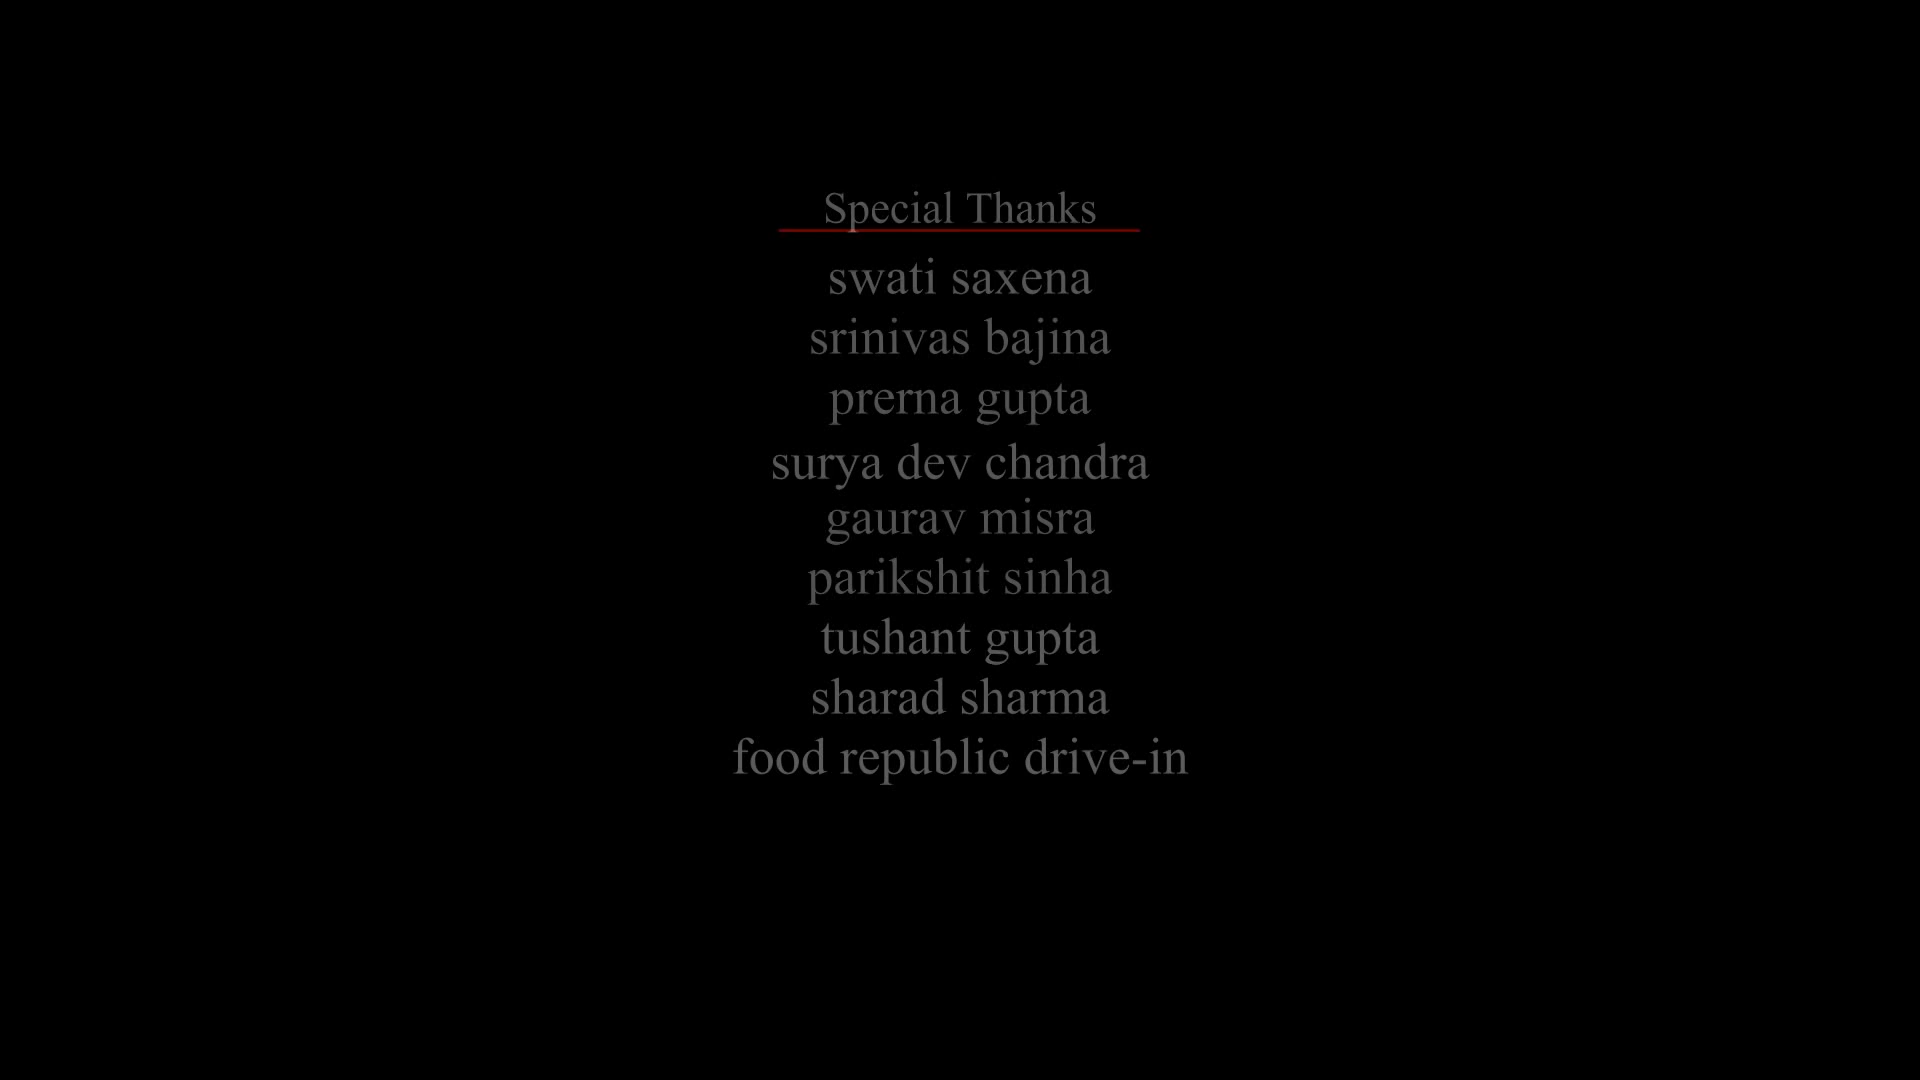 Special Thanks
swati saxena
srinivas bajina
prerna gupta
surya dev chandra
gaurav misra
parikshit sinha
tushant gupta
sharad sharma
food republic drive-in